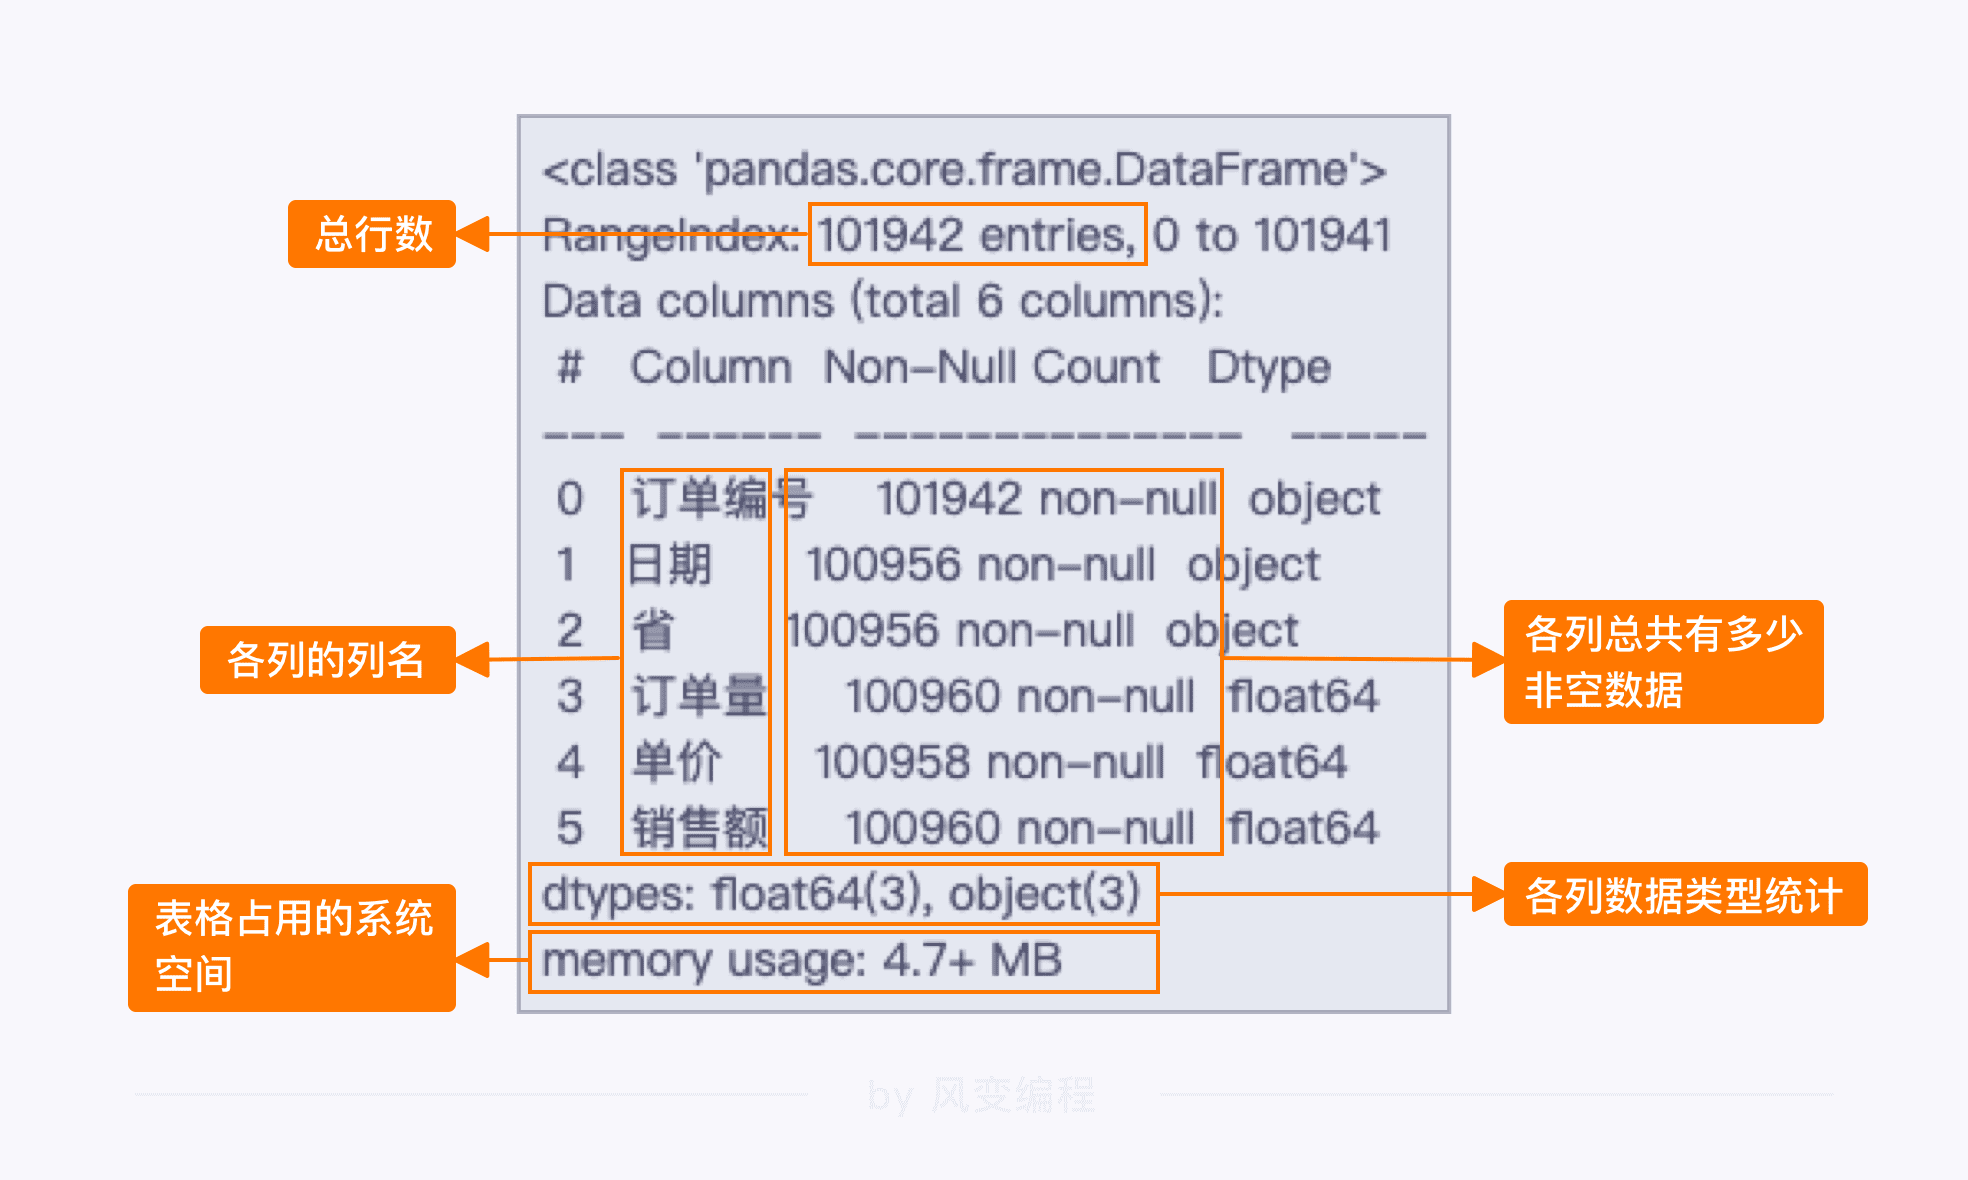 <class 'pandas.core.frame.DataFrame'>
总行数
RangeIndex: 101942 entries, 0 to 101941
Data columns (total 6 columns):
# Column Non-Null Count Dtype
--- ------ -------------- -----
0 订单编号 101942 non-null object
1 日期 100956 non-null object
2 省 100956 non-null object
3 订单量 100960 non-null float64
4 单价 100958 non-null float64
5 销售额 100960 non-null float64
各列的列名
各列总共有多少
非空数据
dtypes: float64(3), object(3)
各列数据类型统计
memory usage: 4.7+ MB
表格占用的系统
空间
by 风变编程